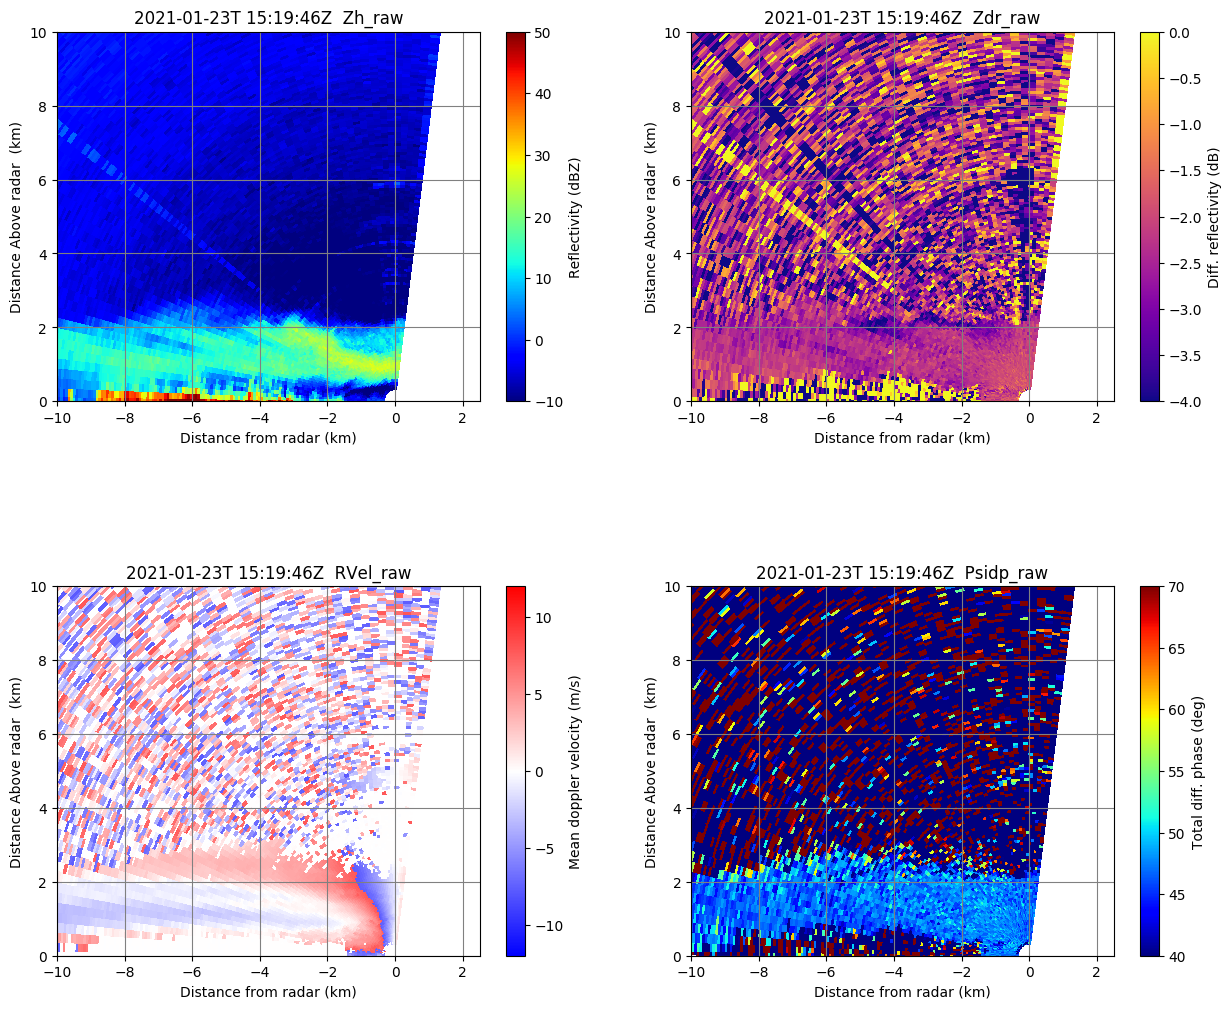 2021-01-23T 15:19:46Z  Zh_raw
10
8
6
4
2
0
Distance Above radar  (km)
−10 −8 −6 −4 −2 0 2
Distance from radar (km)
50
40
30
20
10
0
−10
Reflectivity (dBZ)
2021-01-23T 15:19:46Z  Zdr_raw
10
8
6
4
2
0
Distance Above radar  (km)
−10 −8 −6 −4 −2 0 2
Distance from radar (km)
0.0
−0.5
−1.0
−1.5
−2.0
−2.5
−3.0
−3.5
−4.0
Diff. reflectivity (dB)
2021-01-23T 15:19:46Z  RVel_raw
10
8
6
4
2
0
Distance Above radar  (km)
−10 −8 −6 −4 −2 0 2
Distance from radar (km)
10
5
0
−5
−10
Mean doppler velocity (m/s)
2021-01-23T 15:19:46Z  Psidp_raw
10
8
6
4
2
0
Distance Above radar  (km)
−10 −8 −6 −4 −2 0 2
Distance from radar (km)
70
65
60
55
50
45
40
Total diff. phase (deg)